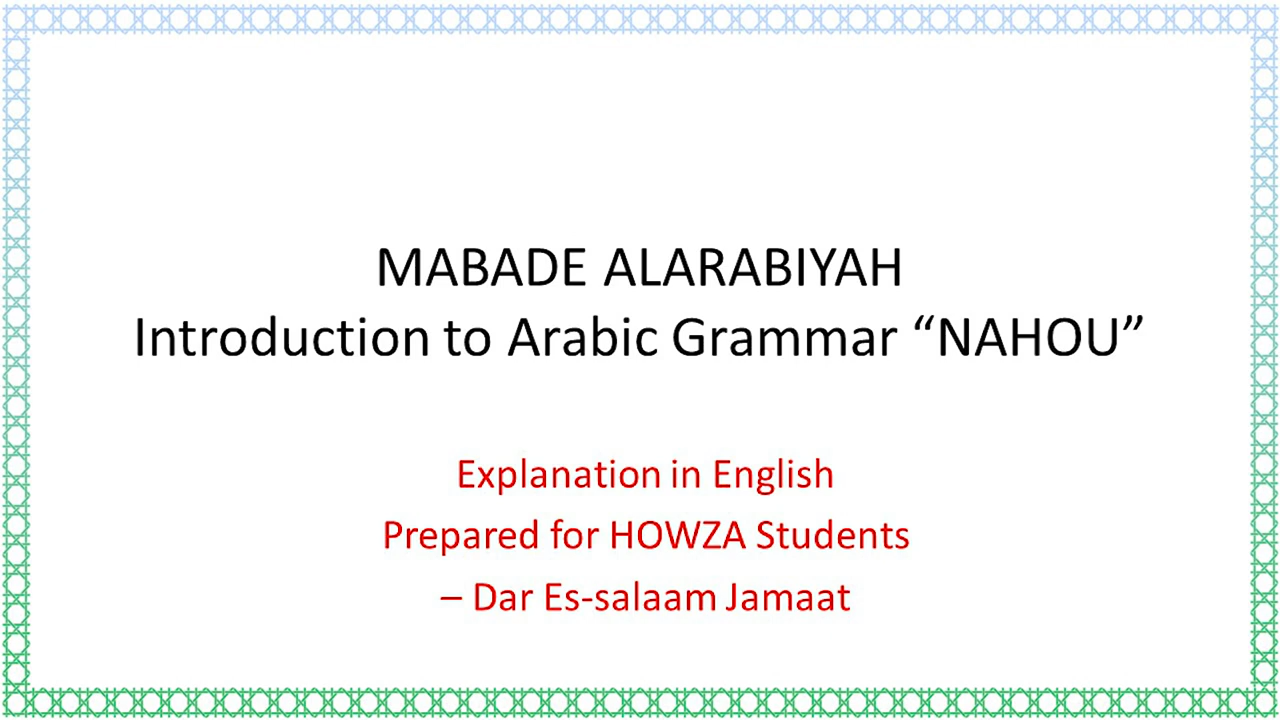 MABADE ALARABIYAH
Introduction to Arabic Grammar “NAHOU”
Explanation in English
Prepared for HOWZA Students
– Dar Es-salaam Jamaat